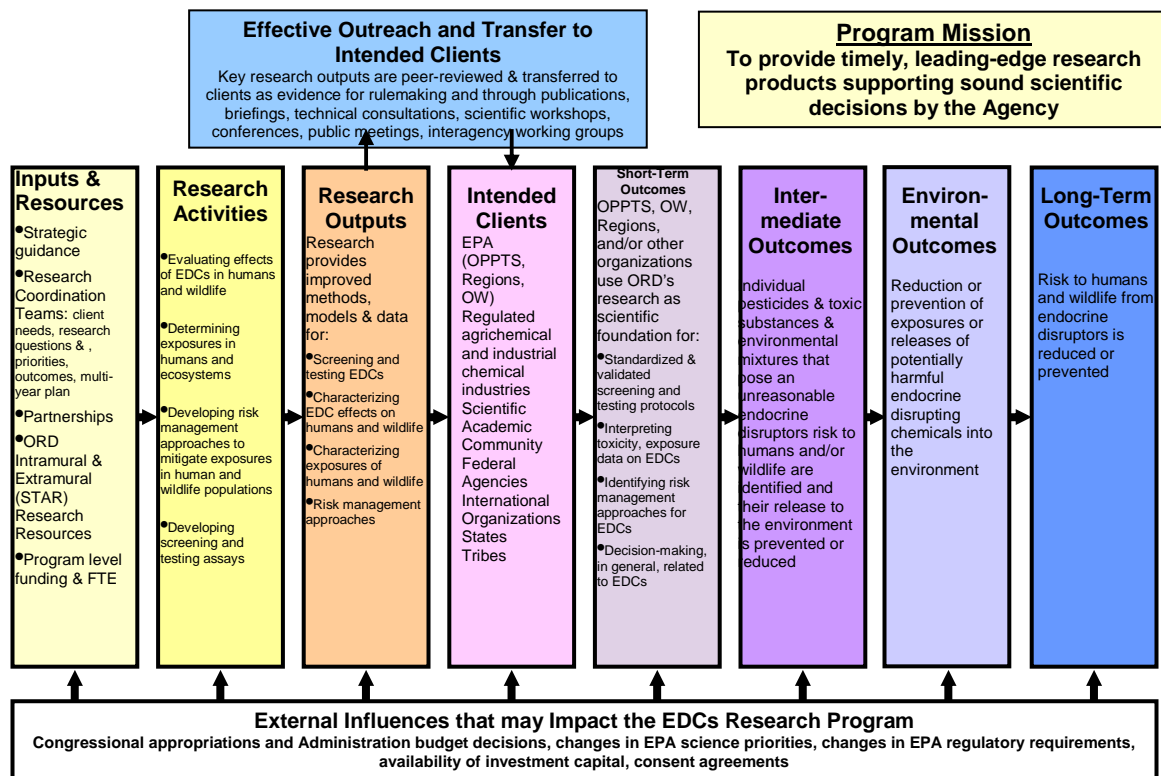 Effective Outreach and Transfer to
Intended Clients
Key research outputs are peer-reviewed & transferred to
clients as evidence for rulemaking and through publications,
briefings, technical consultations, scientific workshops,
conferences, public meetings, interagency working groups
Program Mission
To provide timely, leading-edge research
products supporting sound scientific
decisions by the Agency
Inputs &
Resources
•Strategic
guidance
•Research
Coordination
Teams: client
needs, research
questions & ,
priorities,
outcomes, multi-
year plan
•Partnerships
•ORD
Intramural &
Extramural
(STAR)
Research
Resources
•Program level
funding & FTE
Research
Activities
•Evaluating effects
of EDCs in humans
and wildlife
•Determining
exposures in
humans and
ecosystems
•Developing risk
management
approaches to
mitigate exposures
in human and
wildlife populations
•Developing
screening and
testing assays
Research
Outputs
Research
provides
improved
methods,
models & data
for:
•Screening and
testing EDCs
•Characterizing
EDC effects on
humans and wildlife
•Characterizing
exposures of
humans and wildlife
•Risk management
approaches
Intended
Clients
EPA
(OPPTS,
Regions,
OW)
Regulated
agrichemical
and industrial
chemical
industries
Scientific
Academic
Community
Federal
Agencies
International
Organizations
States
Tribes
Short-Term
Outcomes
OPPTS, OW,
Regions,
and/or other
organizations
use ORD's
research as
scientific
foundation for:
•Standardized &
validated
screening and
testing protocols
•Interpreting
toxicity, exposure
data on EDCs
•Identifying risk
management
approaches for
EDCs
•Decision-making,
in general, related
to EDCs
Inter-
mediate
Outcomes
Individual
pesticides & toxic
substances &
environmental
mixtures that
pose an
unreasonable
endocrine
disruptors risk to
humans and/or
wildlife are
identified and
their release to
the environment
is prevented or
reduced
Environ-
mental
Outcomes
Reduction or
prevention of
exposures or
releases of
potentially
harmful
endocrine
disrupting
chemicals into
the
environment
Long-Term
Outcomes
Risk to humans
and wildlife from
endocrine
disruptors is
reduced or
prevented
External Influences that may Impact the EDCs Research Program
Congressional appropriations and Administration budget decisions, changes in EPA science priorities, changes in EPA regulatory requirements,
availability of investment capital, consent agreements